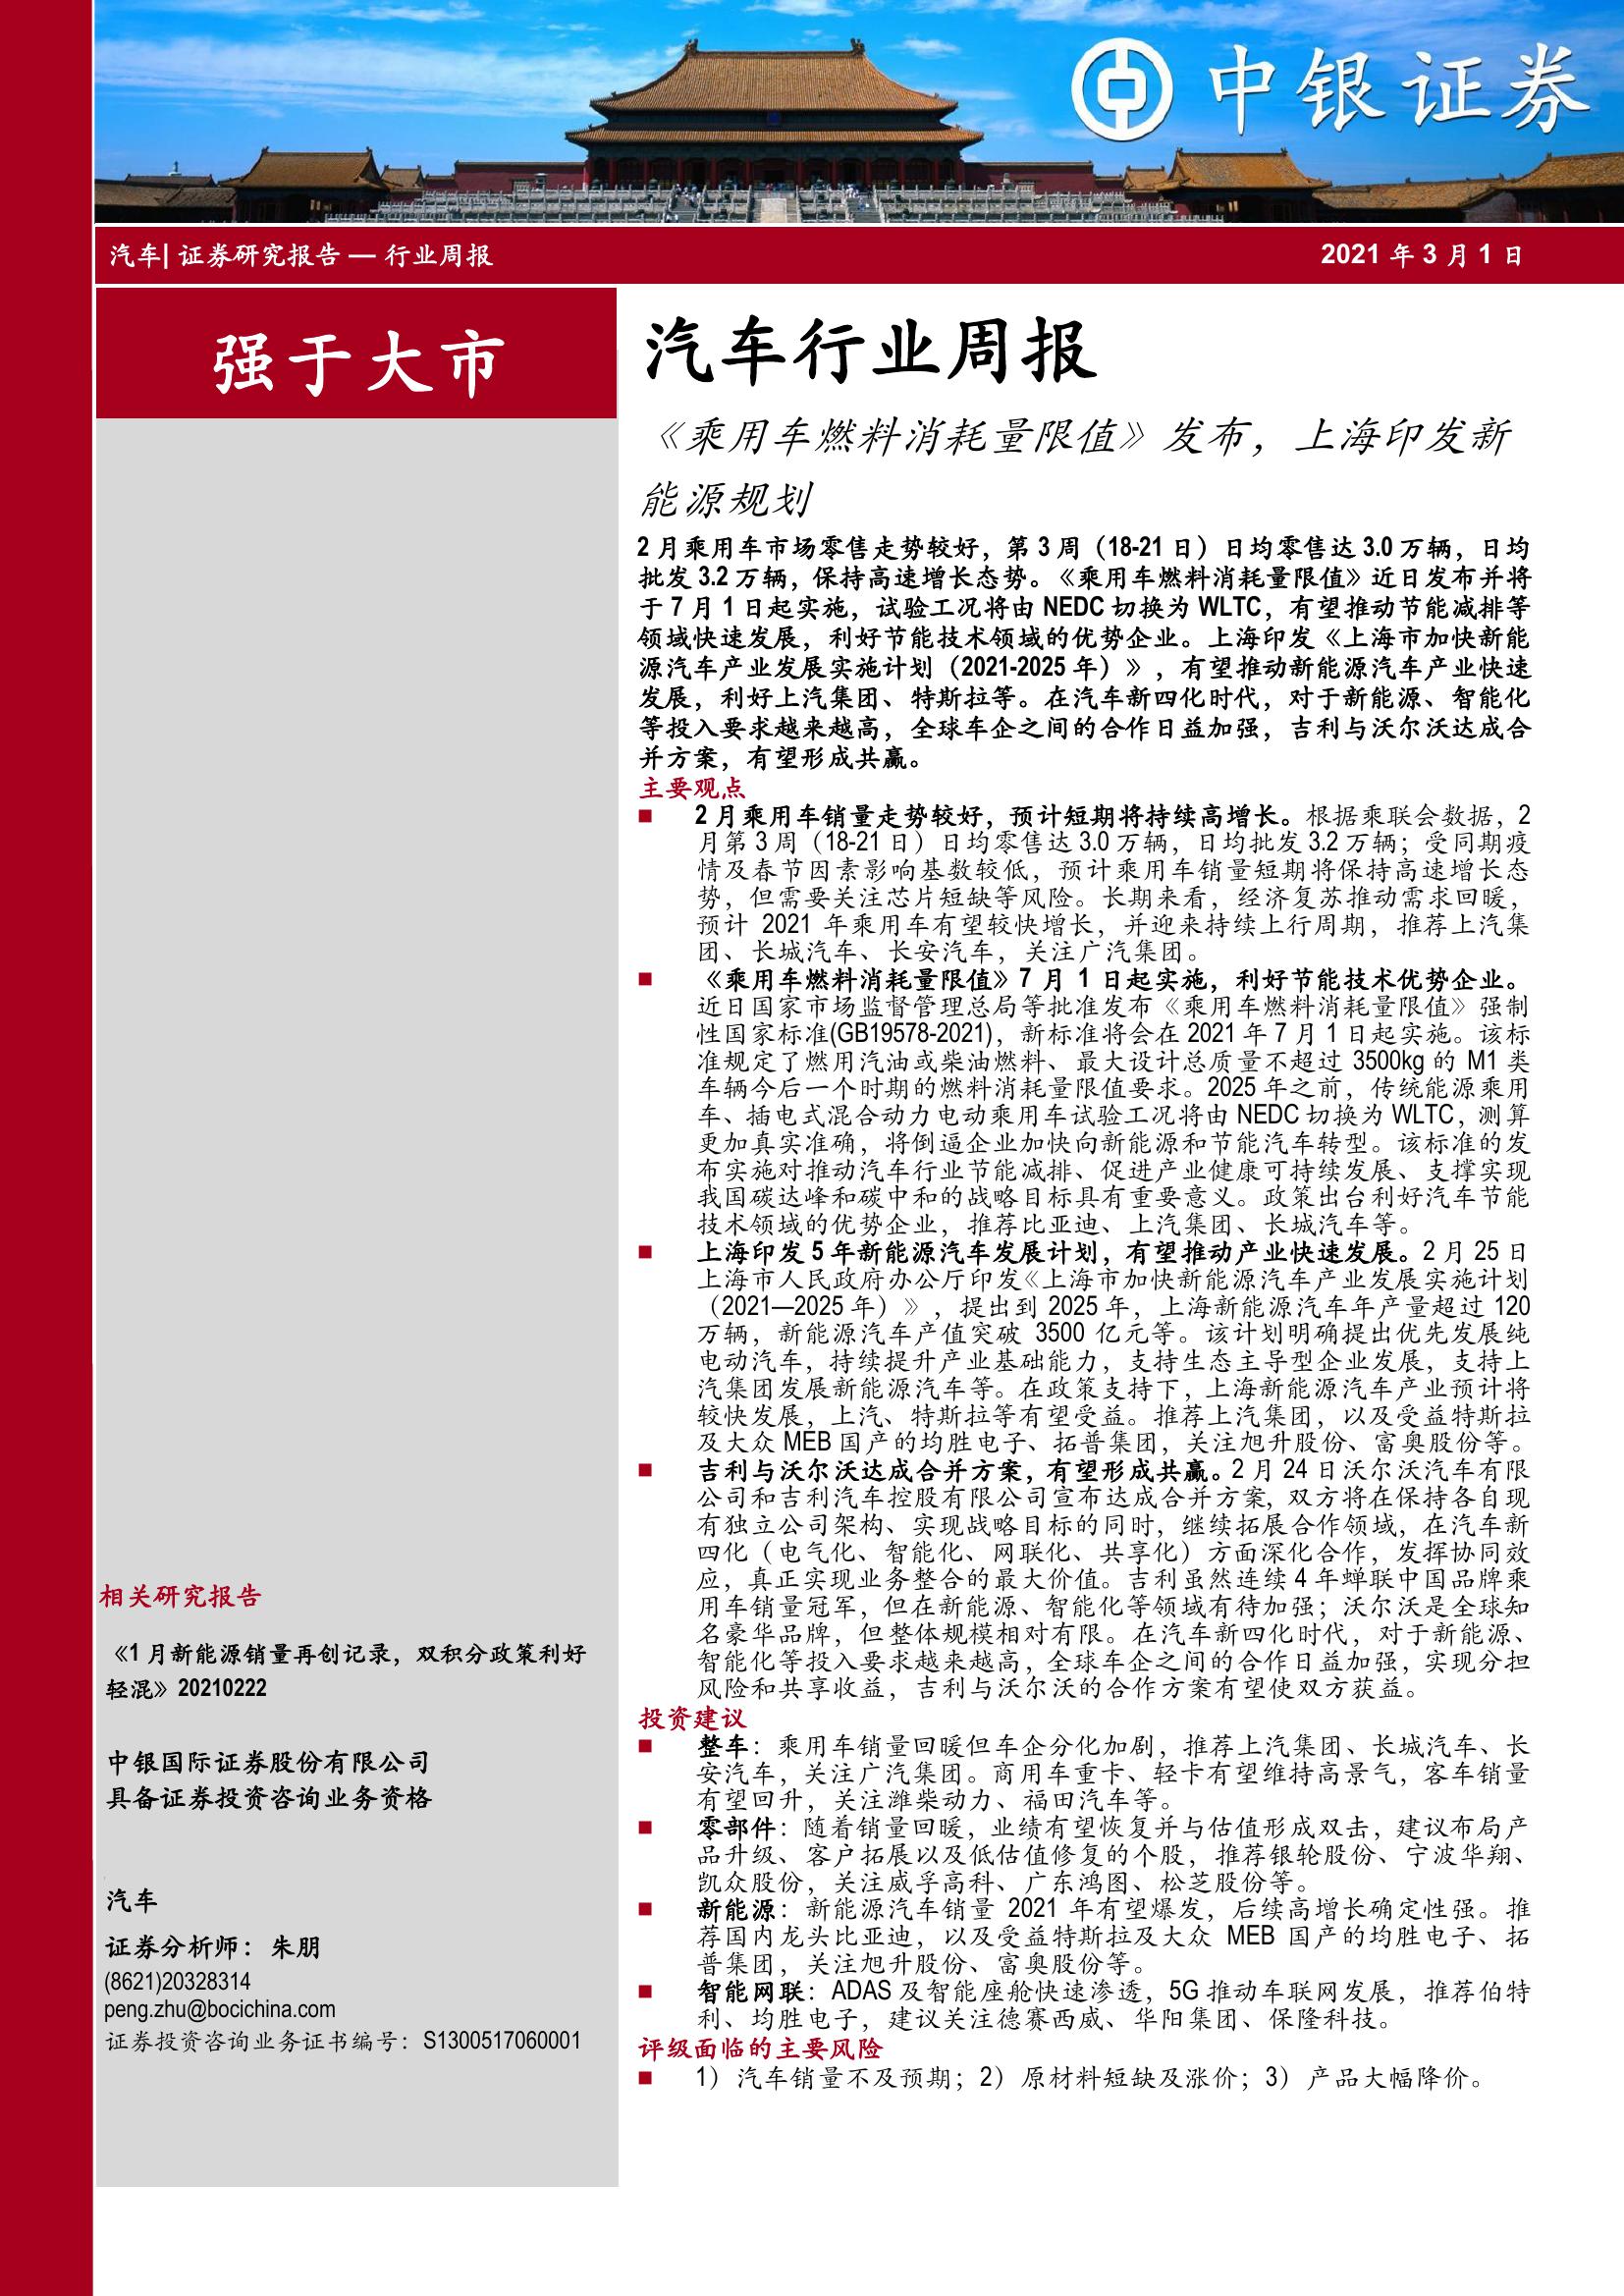 中银证券
汽车| 证券研究报告 — 行业周报
2021 年 3 月 1 日
强于大市
汽车行业周报
《乘用车燃料消耗量限值》发布，上海印发新
能源规划
2 月乘用车市场零售走势较好，第 3 周（18-21 日）日均零售达 3.0 万辆，日均
批发 3.2 万辆，保持高速增长态势。《乘用车燃料消耗量限值》近日发布并将
于 7 月 1 日起实施，试验工况将由 NEDC 切换为 WLTC，有望推动节能减排等
领域快速发展，利好节能技术领域的优势企业。上海印发《上海市加快新能
源汽车产业发展实施计划（2021-2025 年）》，有望推动新能源汽车产业快速
发展，利好上汽集团、特斯拉等。在汽车新四化时代，对于新能源、智能化
等投入要求越来越高，全球车企之间的合作日益加强，吉利与沃尔沃达成合
并方案，有望形成共赢。
主要观点
■ 2 月乘用车销量走势较好，预计短期将持续高增长。根据乘联会数据，2
月第 3 周（18-21 日）日均零售达 3.0 万辆，日均批发 3.2 万辆；受同期疫
情及春节因素影响基数较低，预计乘用车销量短期将保持高速增长态
势，但需要关注芯片短缺等风险。长期来看，经济复苏推动需求回暖，
预计 2021 年乘用车有望较快增长，并迎来持续上行周期，推荐上汽集
团、长城汽车、长安汽车，关注广汽集团。
■ 《乘用车燃料消耗量限值》7 月 1 日起实施，利好节能技术优势企业。
近日国家市场监督管理总局等批准发布《乘用车燃料消耗量限值》强制
性国家标准(GB19578-2021)，新标准将会在 2021 年 7 月 1 日起实施。该标
准规定了燃用汽油或柴油燃料、最大设计总质量不超过 3500kg 的 M1 类
车辆今后一个时期的燃料消耗量限值要求。2025 年之前，传统能源乘用
车、插电式混合动力电动乘用车试验工况将由 NEDC 切换为 WLTC，测算
更加真实准确，将倒逼企业加快向新能源和节能汽车转型。该标准的发
布实施对推动汽车行业节能减排、促进产业健康可持续发展、支撑实现
我国碳达峰和碳中和的战略目标具有重要意义。政策出台利好汽车节能
技术领域的优势企业，推荐比亚迪、上汽集团、长城汽车等。
■ 上海印发 5 年新能源汽车发展计划，有望推动产业快速发展。2 月 25 日
上海市人民政府办公厅印发《上海市加快新能源汽车产业发展实施计划
（2021—2025 年）》，提出到 2025 年，上海新能源汽车年产量超过 120
万辆，新能源汽车产值突破 3500 亿元等。该计划明确提出优先发展纯
电动汽车，持续提升产业基础能力，支持生态主导型企业发展，支持上
汽集团发展新能源汽车等。在政策支持下，上海新能源汽车产业预计将
较快发展，上汽、特斯拉等有望受益。推荐上汽集团，以及受益特斯拉
及大众 MEB 国产的均胜电子、拓普集团，关注旭升股份、富奥股份等。
■ 吉利与沃尔沃达成合并方案，有望形成共赢。2 月 24 日沃尔沃汽车有限
公司和吉利汽车控股有限公司宣布达成合并方案，双方将在保持各自现
有独立公司架构、实现战略目标的同时，继续拓展合作领域，在汽车新
四化（电气化、智能化、网联化、共享化）方面深化合作，发挥协同效
应，真正实现业务整合的最大价值。吉利虽然连续 4 年蝉联中国品牌乘
用车销量冠军，但在新能源、智能化等领域有待加强；沃尔沃是全球知
名豪华品牌，但整体规模相对有限。在汽车新四化时代，对于新能源、
智能化等投入要求越来越高，全球车企之间的合作日益加强，实现分担
风险和共享收益，吉利与沃尔沃的合作方案有望使双方获益。
投资建议
■ 整车：乘用车销量回暖但车企分化加剧，推荐上汽集团、长城汽车、长
安汽车，关注广汽集团。商用车重卡、轻卡有望维持高景气，客车销量
有望回升，关注潍柴动力、福田汽车等。
■ 零部件：随着销量回暖，业绩有望恢复并与估值形成双击，建议布局产
品升级、客户拓展以及低估值修复的个股，推荐银轮股份、宁波华翔、
凯众股份，关注威孚高科、广东鸿图、松芝股份等。
■ 新能源：新能源汽车销量 2021 年有望爆发，后续高增长确定性强。推
荐国内龙头比亚迪，以及受益特斯拉及大众 MEB 国产的均胜电子、拓
普集团，关注旭升股份、富奥股份等。
■ 智能网联：ADAS 及智能座舱快速渗透，5G 推动车联网发展，推荐伯特
利、均胜电子，建议关注德赛西威、华阳集团、保隆科技。
评级面临的主要风险
■ 1）汽车销量不及预期；2）原材料短缺及涨价；3）产品大幅降价。
相关研究报告
《1 月新能源销量再创记录，双积分政策利好
轻混》20210222
中银国际证券股份有限公司
具备证券投资咨询业务资格
汽车
证券分析师：朱朋
(8621)20328314
peng.zhu@bocichina.com
证券投资咨询业务证书编号：S1300517060001